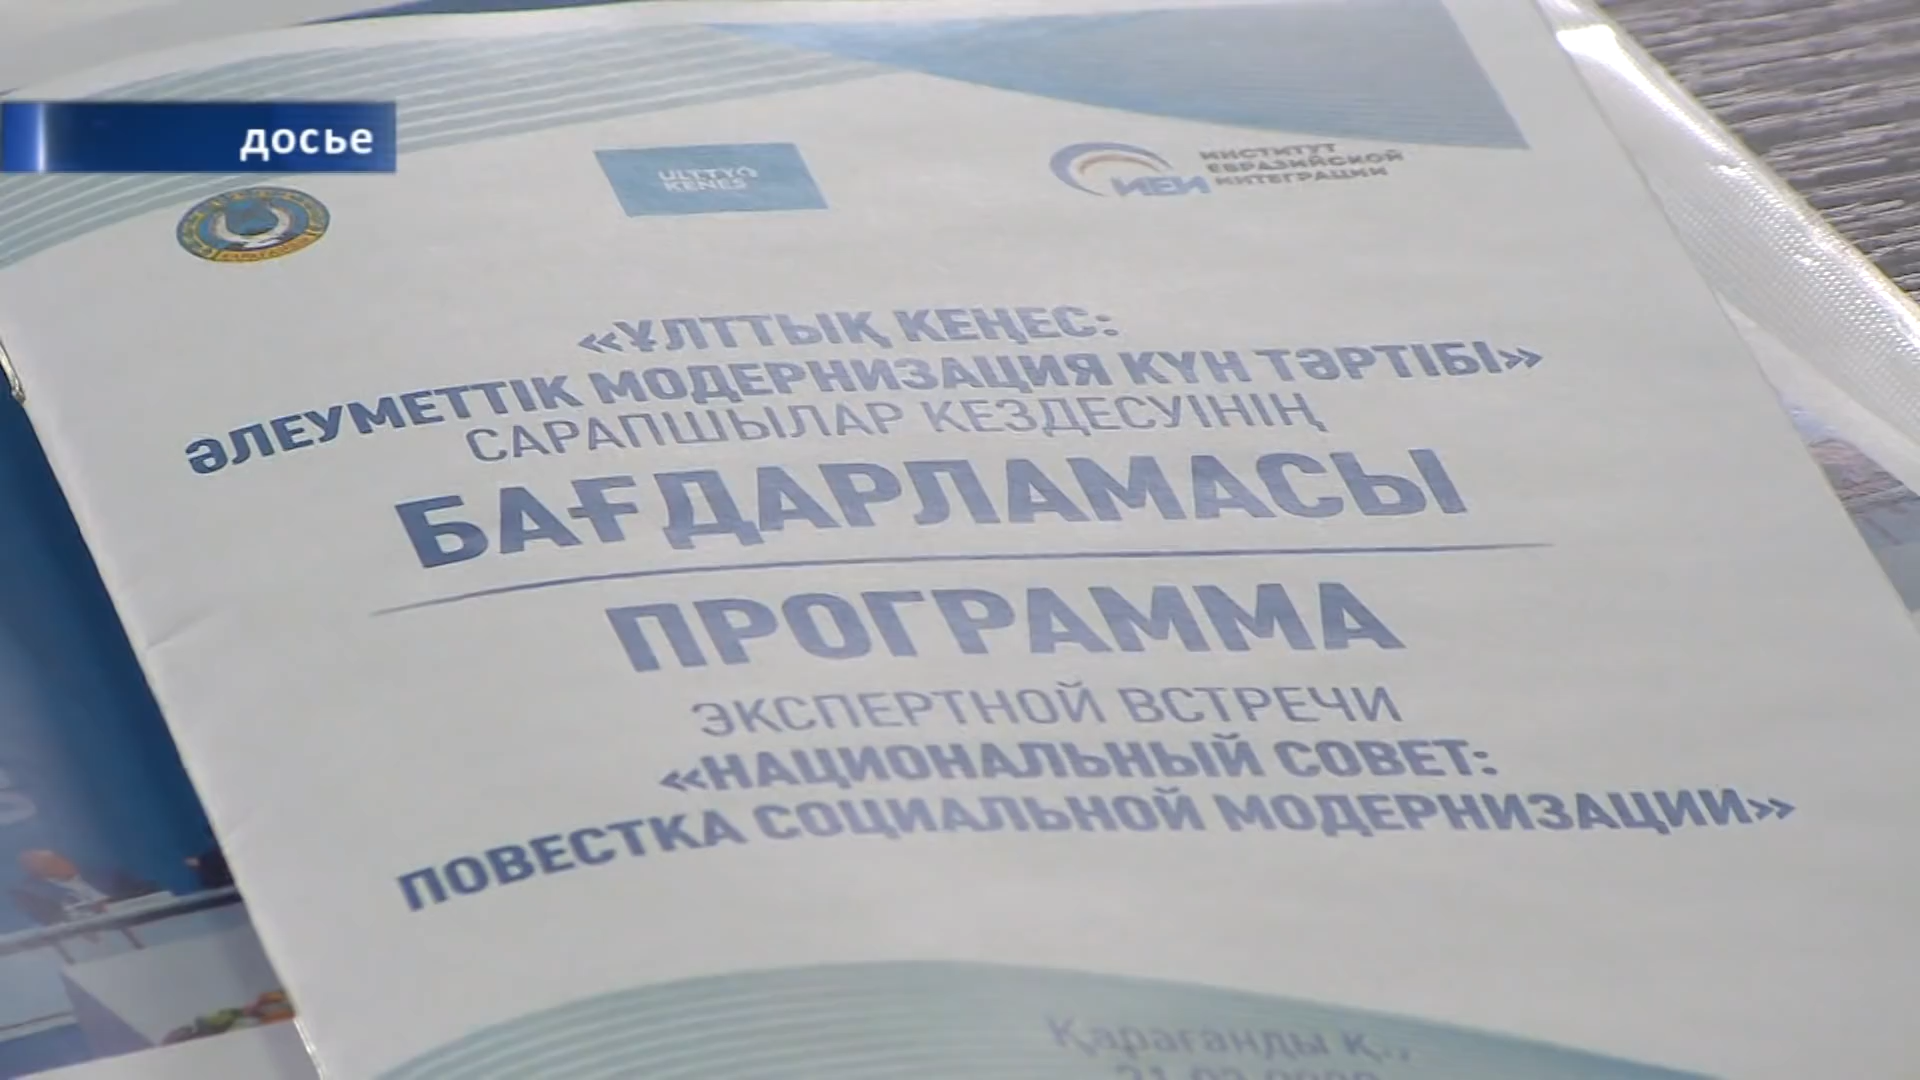 досье
ULTTYQ
KEŃES
ИЕИ
ИНСТИТУТ
ЕВРАЗИЙСКОЙ
ИНТЕГРАЦИИ
«ҰЛТТЫҚ КЕҢЕС:
ӘЛЕУМЕТТІК МОДЕРНИЗАЦИЯ КҮН ТӘРТІБІ»
САРАПШЫЛАР КЕЗДЕСУІНІҢ
БАҒДАРЛАМАСЫ
ПРОГРАММА
ЭКСПЕРТНОЙ ВСТРЕЧИ
«НАЦИОНАЛЬНЫЙ СОВЕТ:
ПОВЕСТКА СОЦИАЛЬНОЙ МОДЕРНИЗАЦИИ»
Қарағанды қ.,